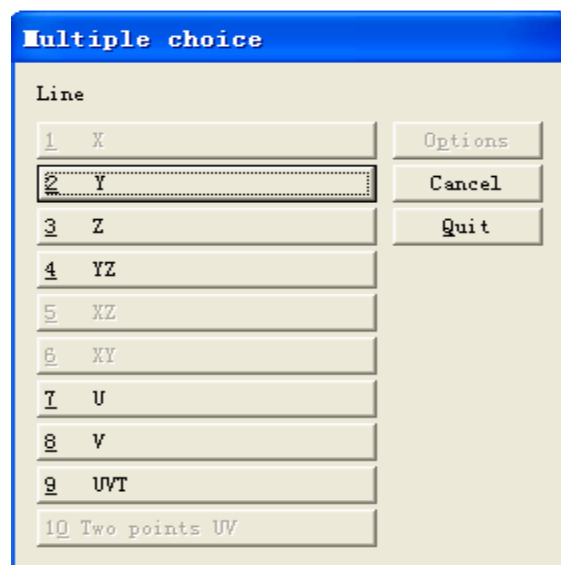 Multiple choice
Line
1 X
Options
2 Y
Cancel
3 Z
Quit
4 YZ
5 XZ
6 XY
7 U
8 V
9 UVT
10 Two points UV